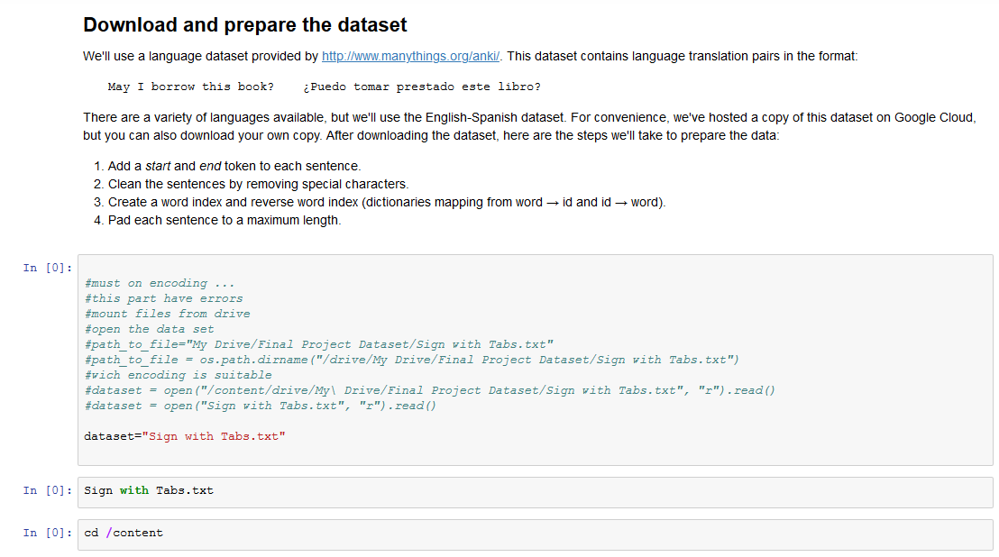 Download and prepare the dataset
We'll use a language dataset provided by http://www.manythings.org/anki/. This dataset contains language translation pairs in the format:
May I borrow this book?    ¿Puedo tomar prestado este libro?
There are a variety of languages available, but we'll use the English-Spanish dataset. For convenience, we've hosted a copy of this dataset on Google Cloud,
but you can also download your own copy. After downloading the dataset, here are the steps we'll take to prepare the data:
1. Add a start and end token to each sentence.
2. Clean the sentences by removing special characters.
3. Create a word index and reverse word index (dictionaries mapping from word → id and id → word).
4. Pad each sentence to a maximum length.
In [0]:
#must on encoding ...
#this part have errors
#mount files from drive
#open the data set
#path_to_file="My Drive/Final Project Dataset/Sign with Tabs.txt"
#path_to_file = os.path.dirname("/drive/My Drive/Final Project Dataset/Sign with Tabs.txt")
#wich encoding is suitable
#dataset = open("/content/drive/My\ Drive/Final Project Dataset/Sign with Tabs.txt", "r").read()
#dataset = open("Sign with Tabs.txt", "r").read()
dataset="Sign with Tabs.txt"
In [0]: Sign with Tabs.txt
In [0]: cd /content